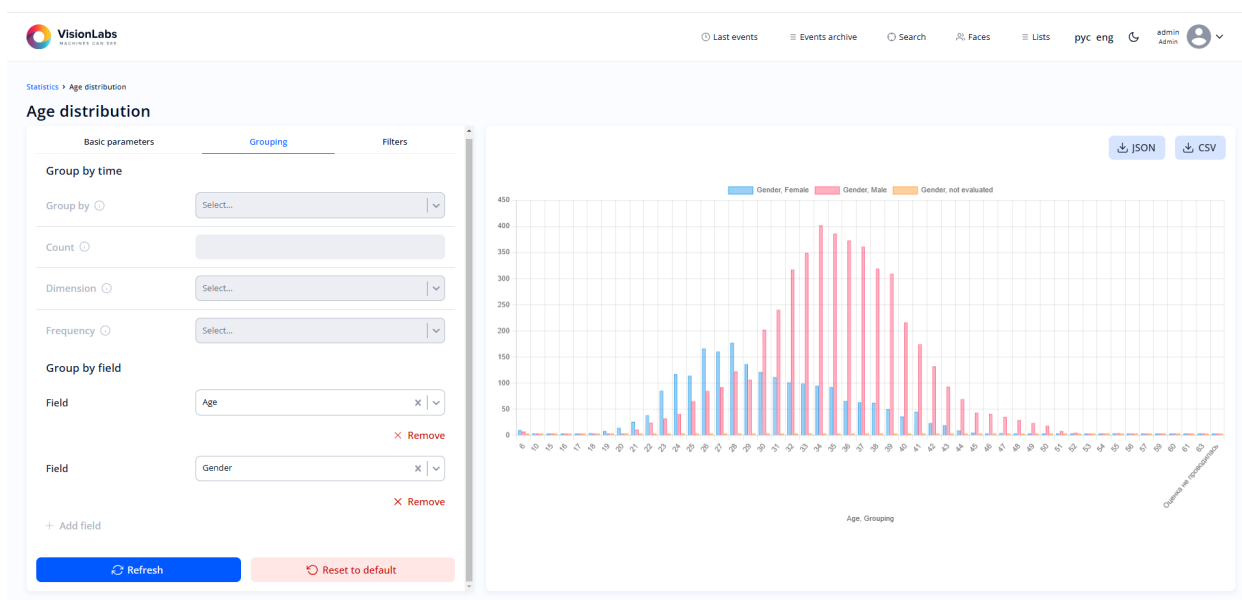 VisionLabs
MACHINES CAN SEE
Last events
Events archive
Search
Faces
Lists
рус eng
admin
Admin
Statistics › Age distribution
Age distribution
Basic parameters
Grouping
Filters
Group by time
Group by
Select...
Count
Dimension
Select...
Frequency
Select...
Group by field
Field
Age
× Remove
Field
Gender
× Remove
+ Add field
Refresh
Reset to default
JSON
CSV
Gender, Female
Gender, Male
Gender, not evaluated
450
400
350
300
250
200
150
100
50
0
6 10 15 16 17 18 19 20 21 22 23 24 25 26 27 28 29 30 31 32 33 34 35 36 37 38 39 40 41 42 43 44 45 46 47 48 49 50 51 52 53 54 55 57 59 60 61 63 Оценка не проводилась
Age, Grouping